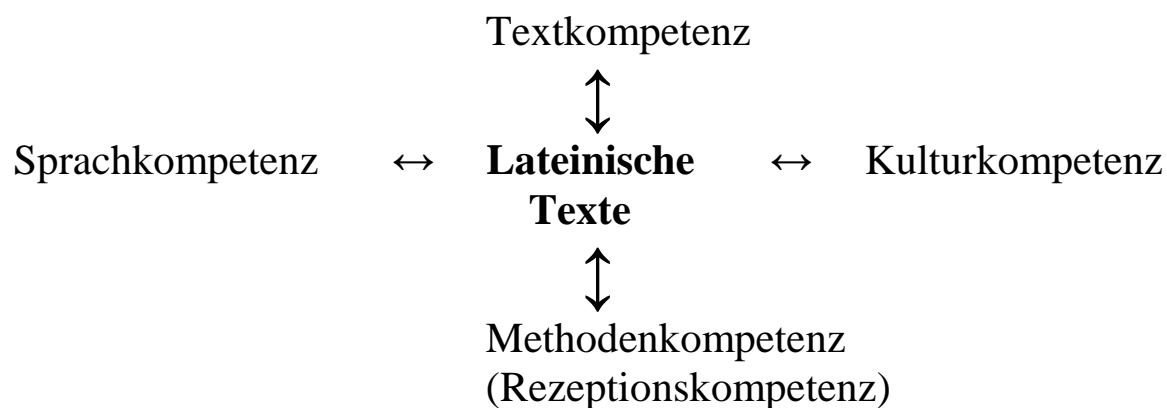 Textkompetenz
↕
Sprachkompetenz ↔ Lateinische ↔ Kulturkompetenz
Texte
↕
Methodenkompetenz
(Rezeptionskompetenz)